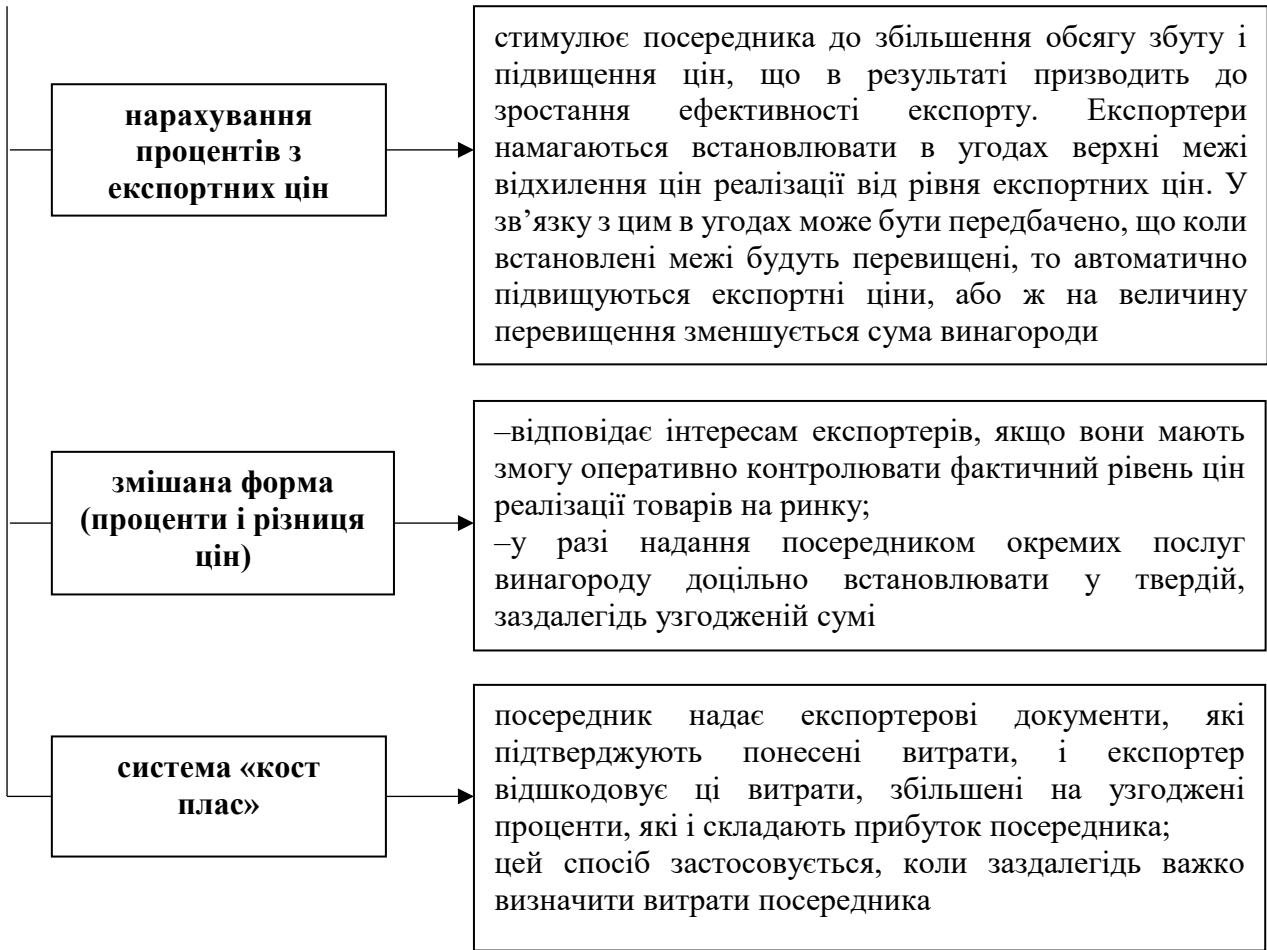 нарахування
процентів з
експортних цін
стимулює посередника до збільшення обсягу збуту і
підвищення цін, що в результаті призводить до
зростання ефективності експорту. Експортери
намагаються встановлювати в угодах верхні межі
відхилення цін реалізації від рівня експортних цін. У
зв’язку з цим в угодах може бути передбачено, що коли
встановлені межі будуть перевищені, то автоматично
підвищуються експортні ціни, або ж на величину
перевищення зменшується сума винагороди
змішана форма
(проценти і різниця
цін)
–відповідає інтересам експортерів, якщо вони мають
змогу оперативно контролювати фактичний рівень цін
реалізації товарів на ринку;
–у разі надання посередником окремих послуг
винагороду доцільно встановлювати у твердій,
заздалегідь узгодженій сумі
система «кост
плас»
посередник надає експортерові документи, які
підтверджують понесені витрати, і експортер
відшкодовує ці витрати, збільшені на узгоджені
проценти, які і складають прибуток посередника;
цей спосіб застосовується, коли заздалегідь важко
визначити витрати посередника